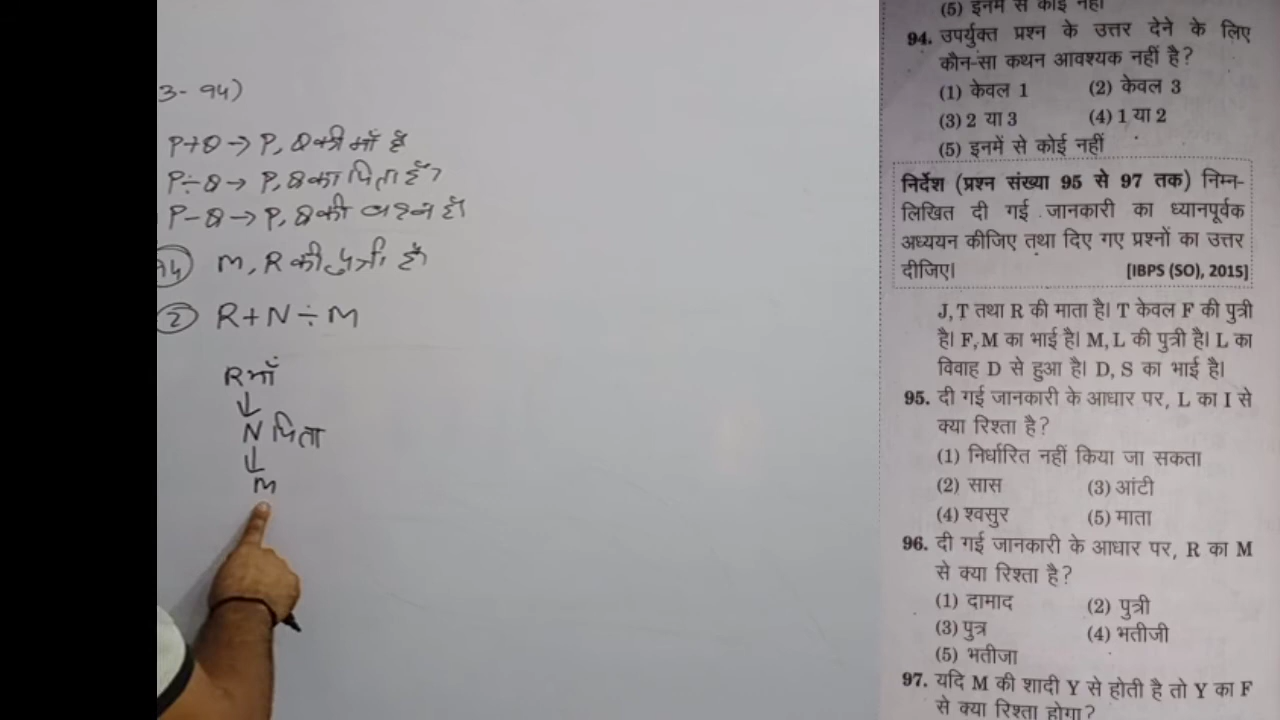 3-94)
P+Q→P, Q की माँ है
P÷Q→P, Q का पिता है,
P-Q→P, Q की बहन है
94) M, R की पुत्री है
② R+N÷M
R माँ
↓
N पिता
↓
M
(5) इनमें से कोई नहीं
94. उपर्युक्त प्रश्न के उत्तर देने के लिए
कौन-सा कथन आवश्यक नहीं है?
(1) केवल 1 (2) केवल 3
(3) 2 या 3 (4) 1 या 2
(5) इनमें से कोई नहीं
निर्देश (प्रश्न संख्या 95 से 97 तक) निम्न-
लिखित दी गई जानकारी का ध्यानपूर्वक
अध्ययन कीजिए तथा दिए गए प्रश्नों का उत्तर
दीजिए। [IBPS (SO), 2015]
J, T तथा R की माता है। T केवल F की पुत्री
है। F, M का भाई है। M, L की पुत्री है। L का
विवाह D से हुआ है। D, S का भाई है।
95. दी गई जानकारी के आधार पर, L का I से
क्या रिश्ता है?
(1) निर्धारित नहीं किया जा सकता
(2) सास (3) आंटी
(4) श्वसुर (5) माता
96. दी गई जानकारी के आधार पर, R का M
से क्या रिश्ता है?
(1) दामाद (2) पुत्री
(3) पुत्र (4) भतीजी
(5) भतीजा
97. यदि M की शादी Y से होती है तो Y का F
से क्या रिश्ता होगा?